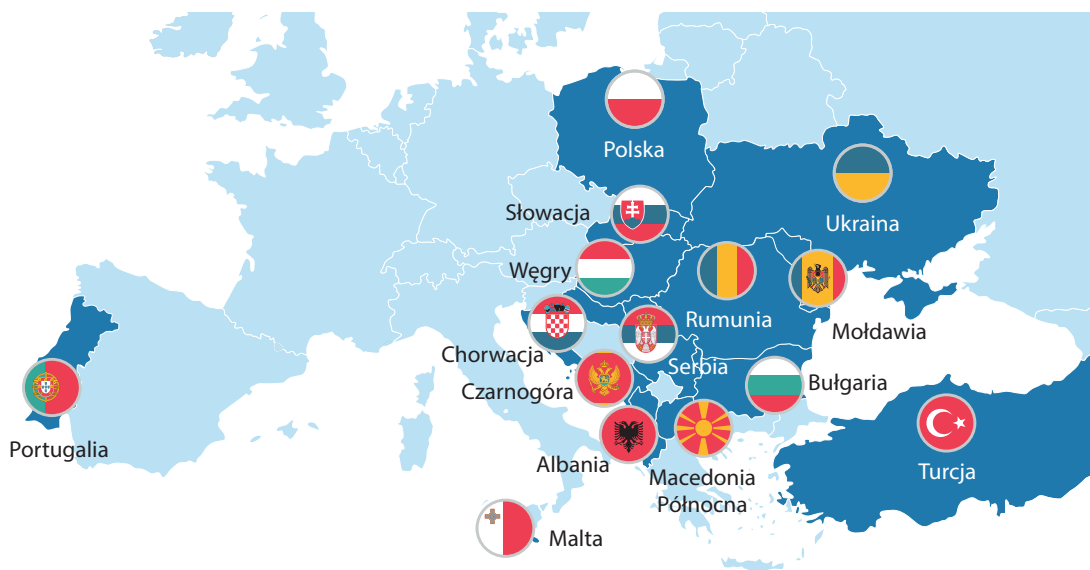 Polska
Słowacja
Ukraina
Węgry
Rumunia
Mołdawia
Chorwacja
Serbia
Czarnogóra
Bułgaria
Portugalia
Albania
Macedonia
Północna
Turcja
Malta